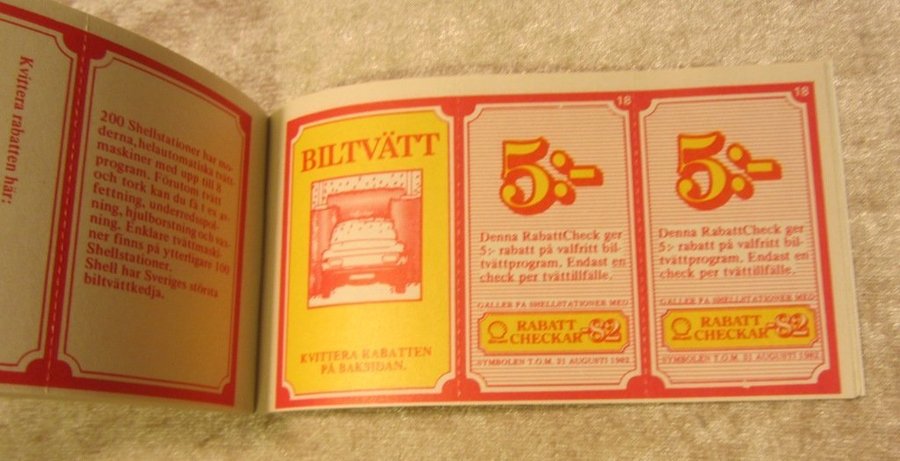 Kvittera rabatten här:
200 Shellstationer har mo-
derna, helautomatiska tvätt-
maskiner med upp till 8
program. Förutom tvätt
och tork kan du få t ex av-
fettning, underredsspol-
ning, hjulborstning och vax-
ning. Enklare tvättmaski-
ner finns på ytterligare 100
Shellstationer.
Shell har Sveriges största
biltvättkedja.
BILTVÄTT
KVITTERA RABATTEN
PÅ BAKSIDAN.
18
5:-
Denna RabattCheck ger
5:- rabatt på valfritt bil-
tvättprogram. Endast en
check per tvättillfälle.
GÄLLER PÅ SHELLSTATIONER MED
RABATT
CHECKAR -82
SYMBOLEN T.O.M. 31 AUGUSTI 1982
18
5:-
Denna RabattCheck ger
5:- rabatt på valfritt bil-
tvättprogram. Endast en
check per tvättillfälle.
GÄLLER PÅ SHELLSTATIONER MED
RABATT
CHECKAR -82
SYMBOLEN T.O.M. 31 AUGUSTI 1982